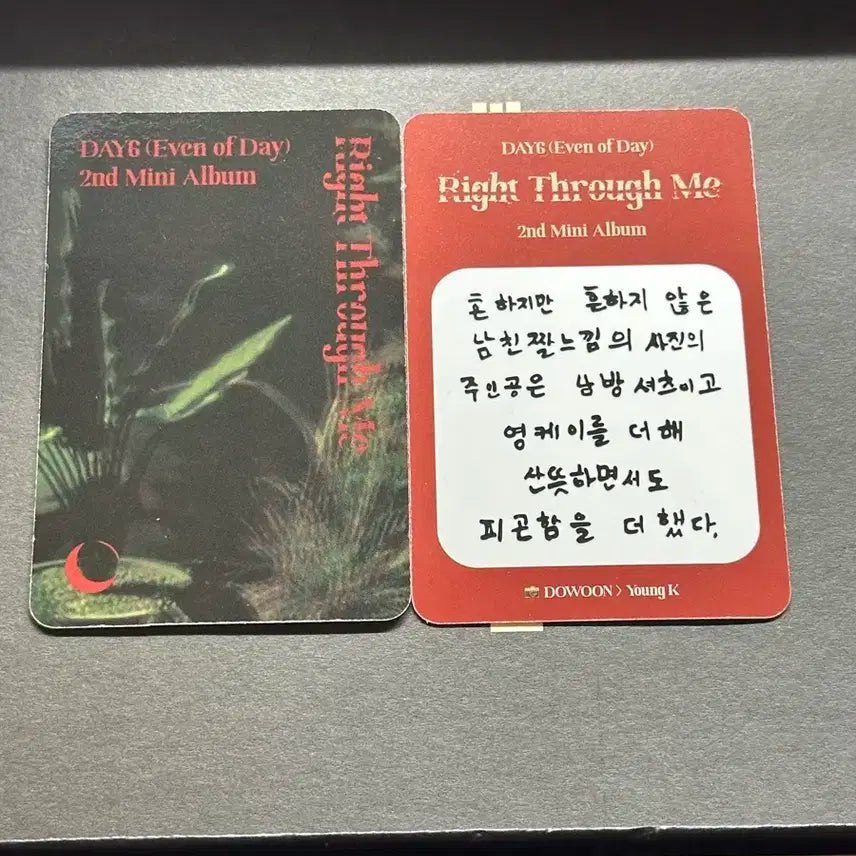 DAY6 (Even of Day)
2nd Mini Album
Right Through Me
DAY6 (Even of Day)
Right Through Me
2nd Mini Album
흔하지만 흔하지 않은
남친짤느낌의 사진의
주인공은 남방셔츠이고
영케이를 더해
산뜻하면서도
피곤함을 더했다.
DOWOON > Young K